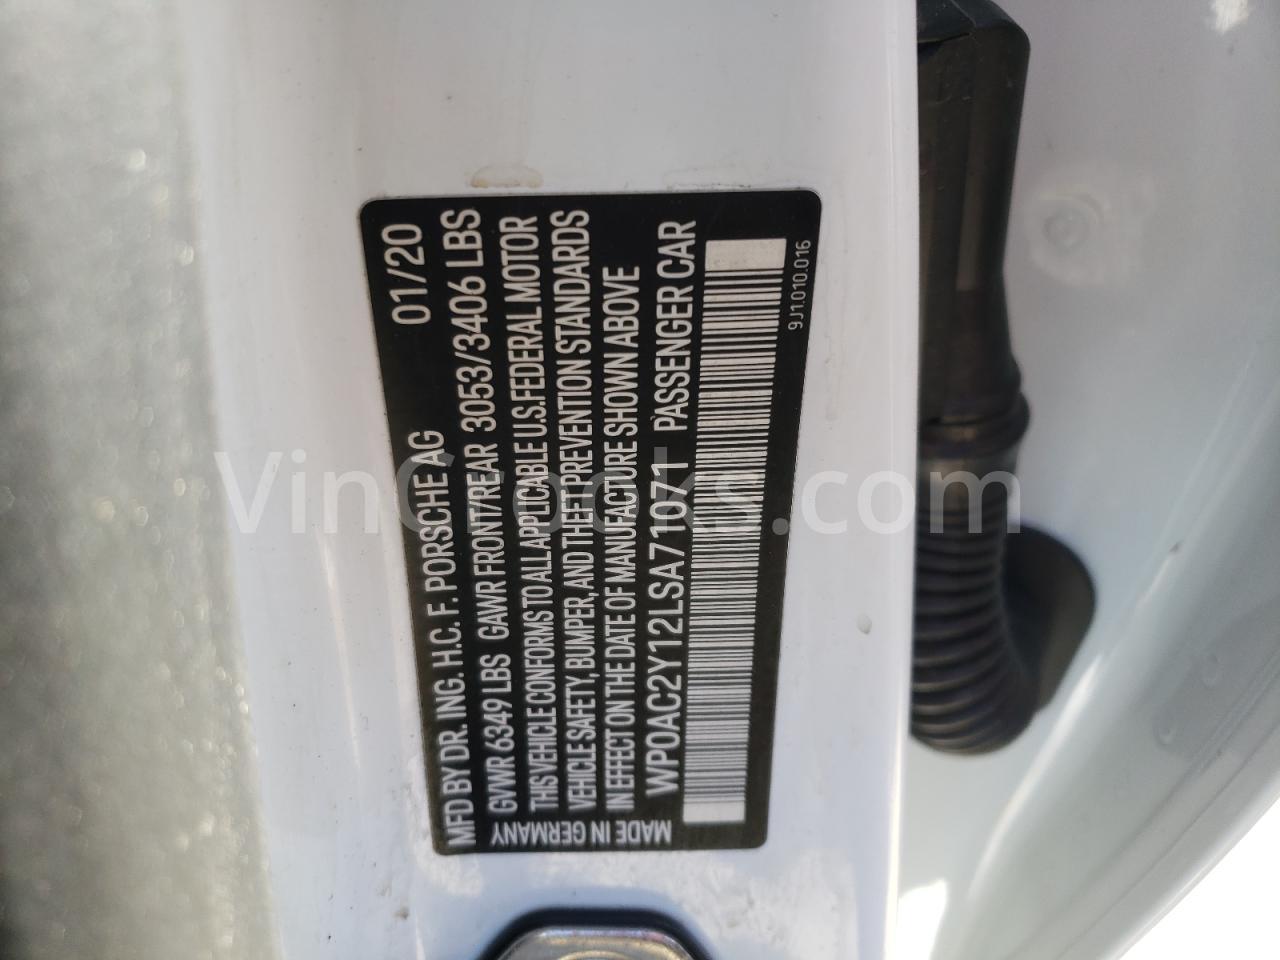 MFD BY DR. ING. H.C. F. PORSCHE AG 01/20
GVWR 6349 LBS GAWR FRONT/REAR 3053/3406 LBS
THIS VEHICLE CONFORMS TO ALL APPLICABLE U.S.FEDERAL MOTOR
VEHICLE SAFETY, BUMPER, AND THEFT PREVENTION STANDARDS
IN EFFECT ON THE DATE OF MANUFACTURE SHOWN ABOVE
WP0AC2Y12LSA71071 PASSENGER CAR
MADE IN GERMANY
9J1.010.016